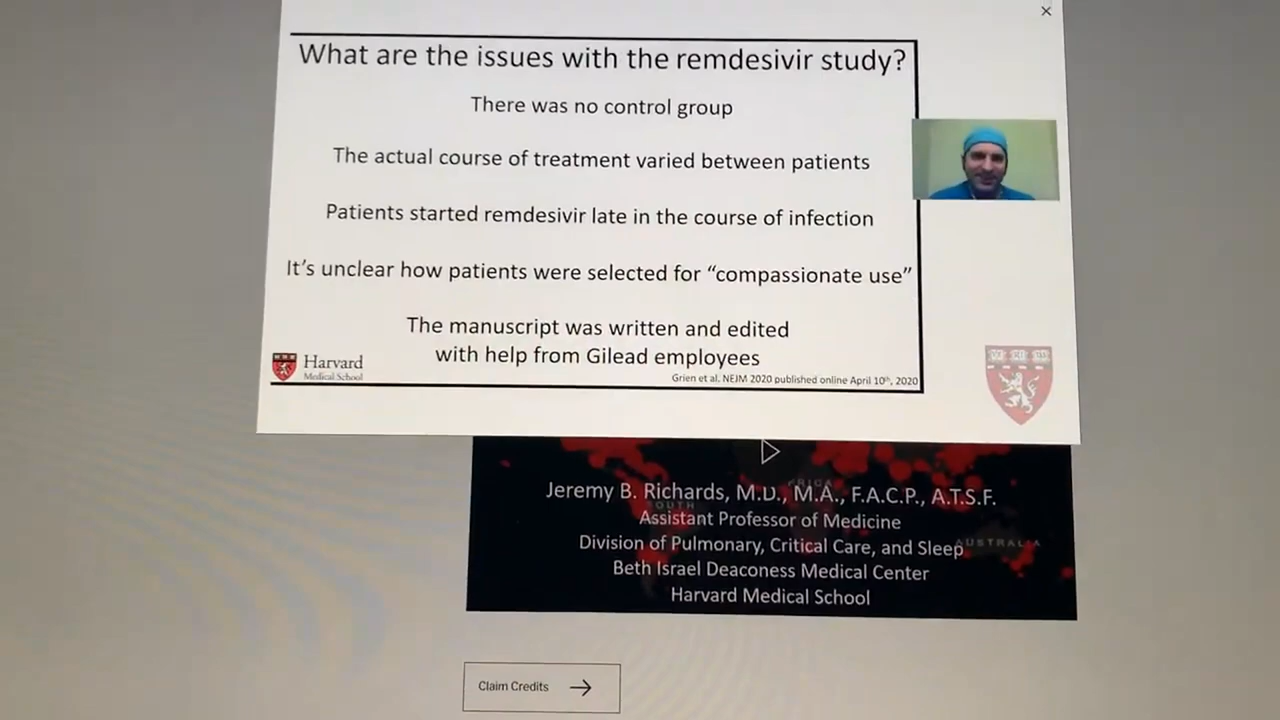 What are the issues with the remdesivir study?
There was no control group
The actual course of treatment varied between patients
Patients started remdesivir late in the course of infection
It's unclear how patients were selected for “compassionate use”
The manuscript was written and edited
with help from Gilead employees
Harvard
Medical School
Grien et al. NEJM 2020 published online April 10th, 2020
Jeremy B. Richards, M.D., M.A., F.A.C.P., A.T.S.F.
SOUTH
Assistant Professor of Medicine
Division of Pulmonary, Critical Care, and Sleep
AUSTRALIA
Beth Israel Deaconess Medical Center
Harvard Medical School
Claim Credits